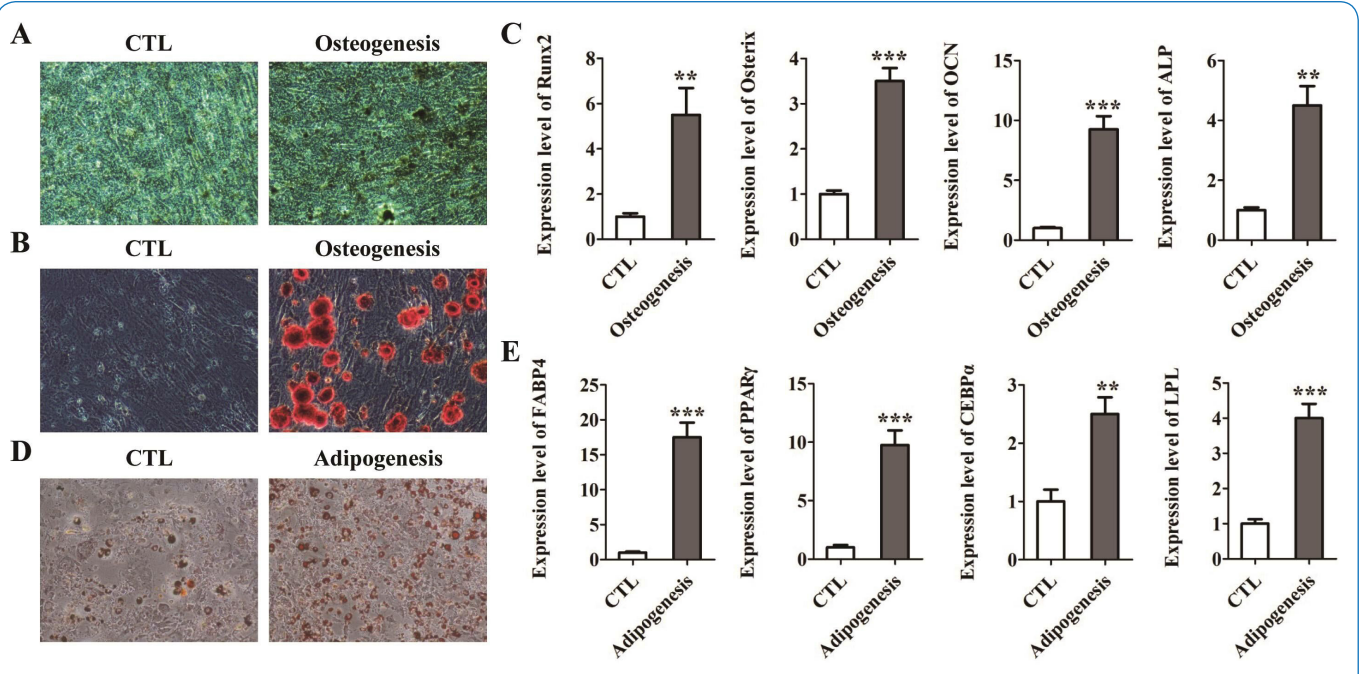 A
CTL
Osteogenesis
B
CTL
Osteogenesis
D
CTL
Adipogenesis
C
Expression level of Runx2
8
6
4
2
0
**
CTL
Osteogenesis
Expression level of Osterix
4
3
2
1
0
***
CTL
Osteogenesis
Expression level of OCN
15
10
5
0
***
CTL
Osteogenesis
Expression level of ALP
6
4
2
0
**
CTL
Osteogenesis
E
Expression level of FABP4
25
20
15
10
5
0
***
CTL
Adipogenesis
Expression level of PPARγ
15
10
5
0
***
CTL
Adipogenesis
Expression level of CEBPα
3
2
1
0
**
CTL
Adipogenesis
Expression level of LPL
5
4
3
2
1
0
***
CTL
Adipogenesis